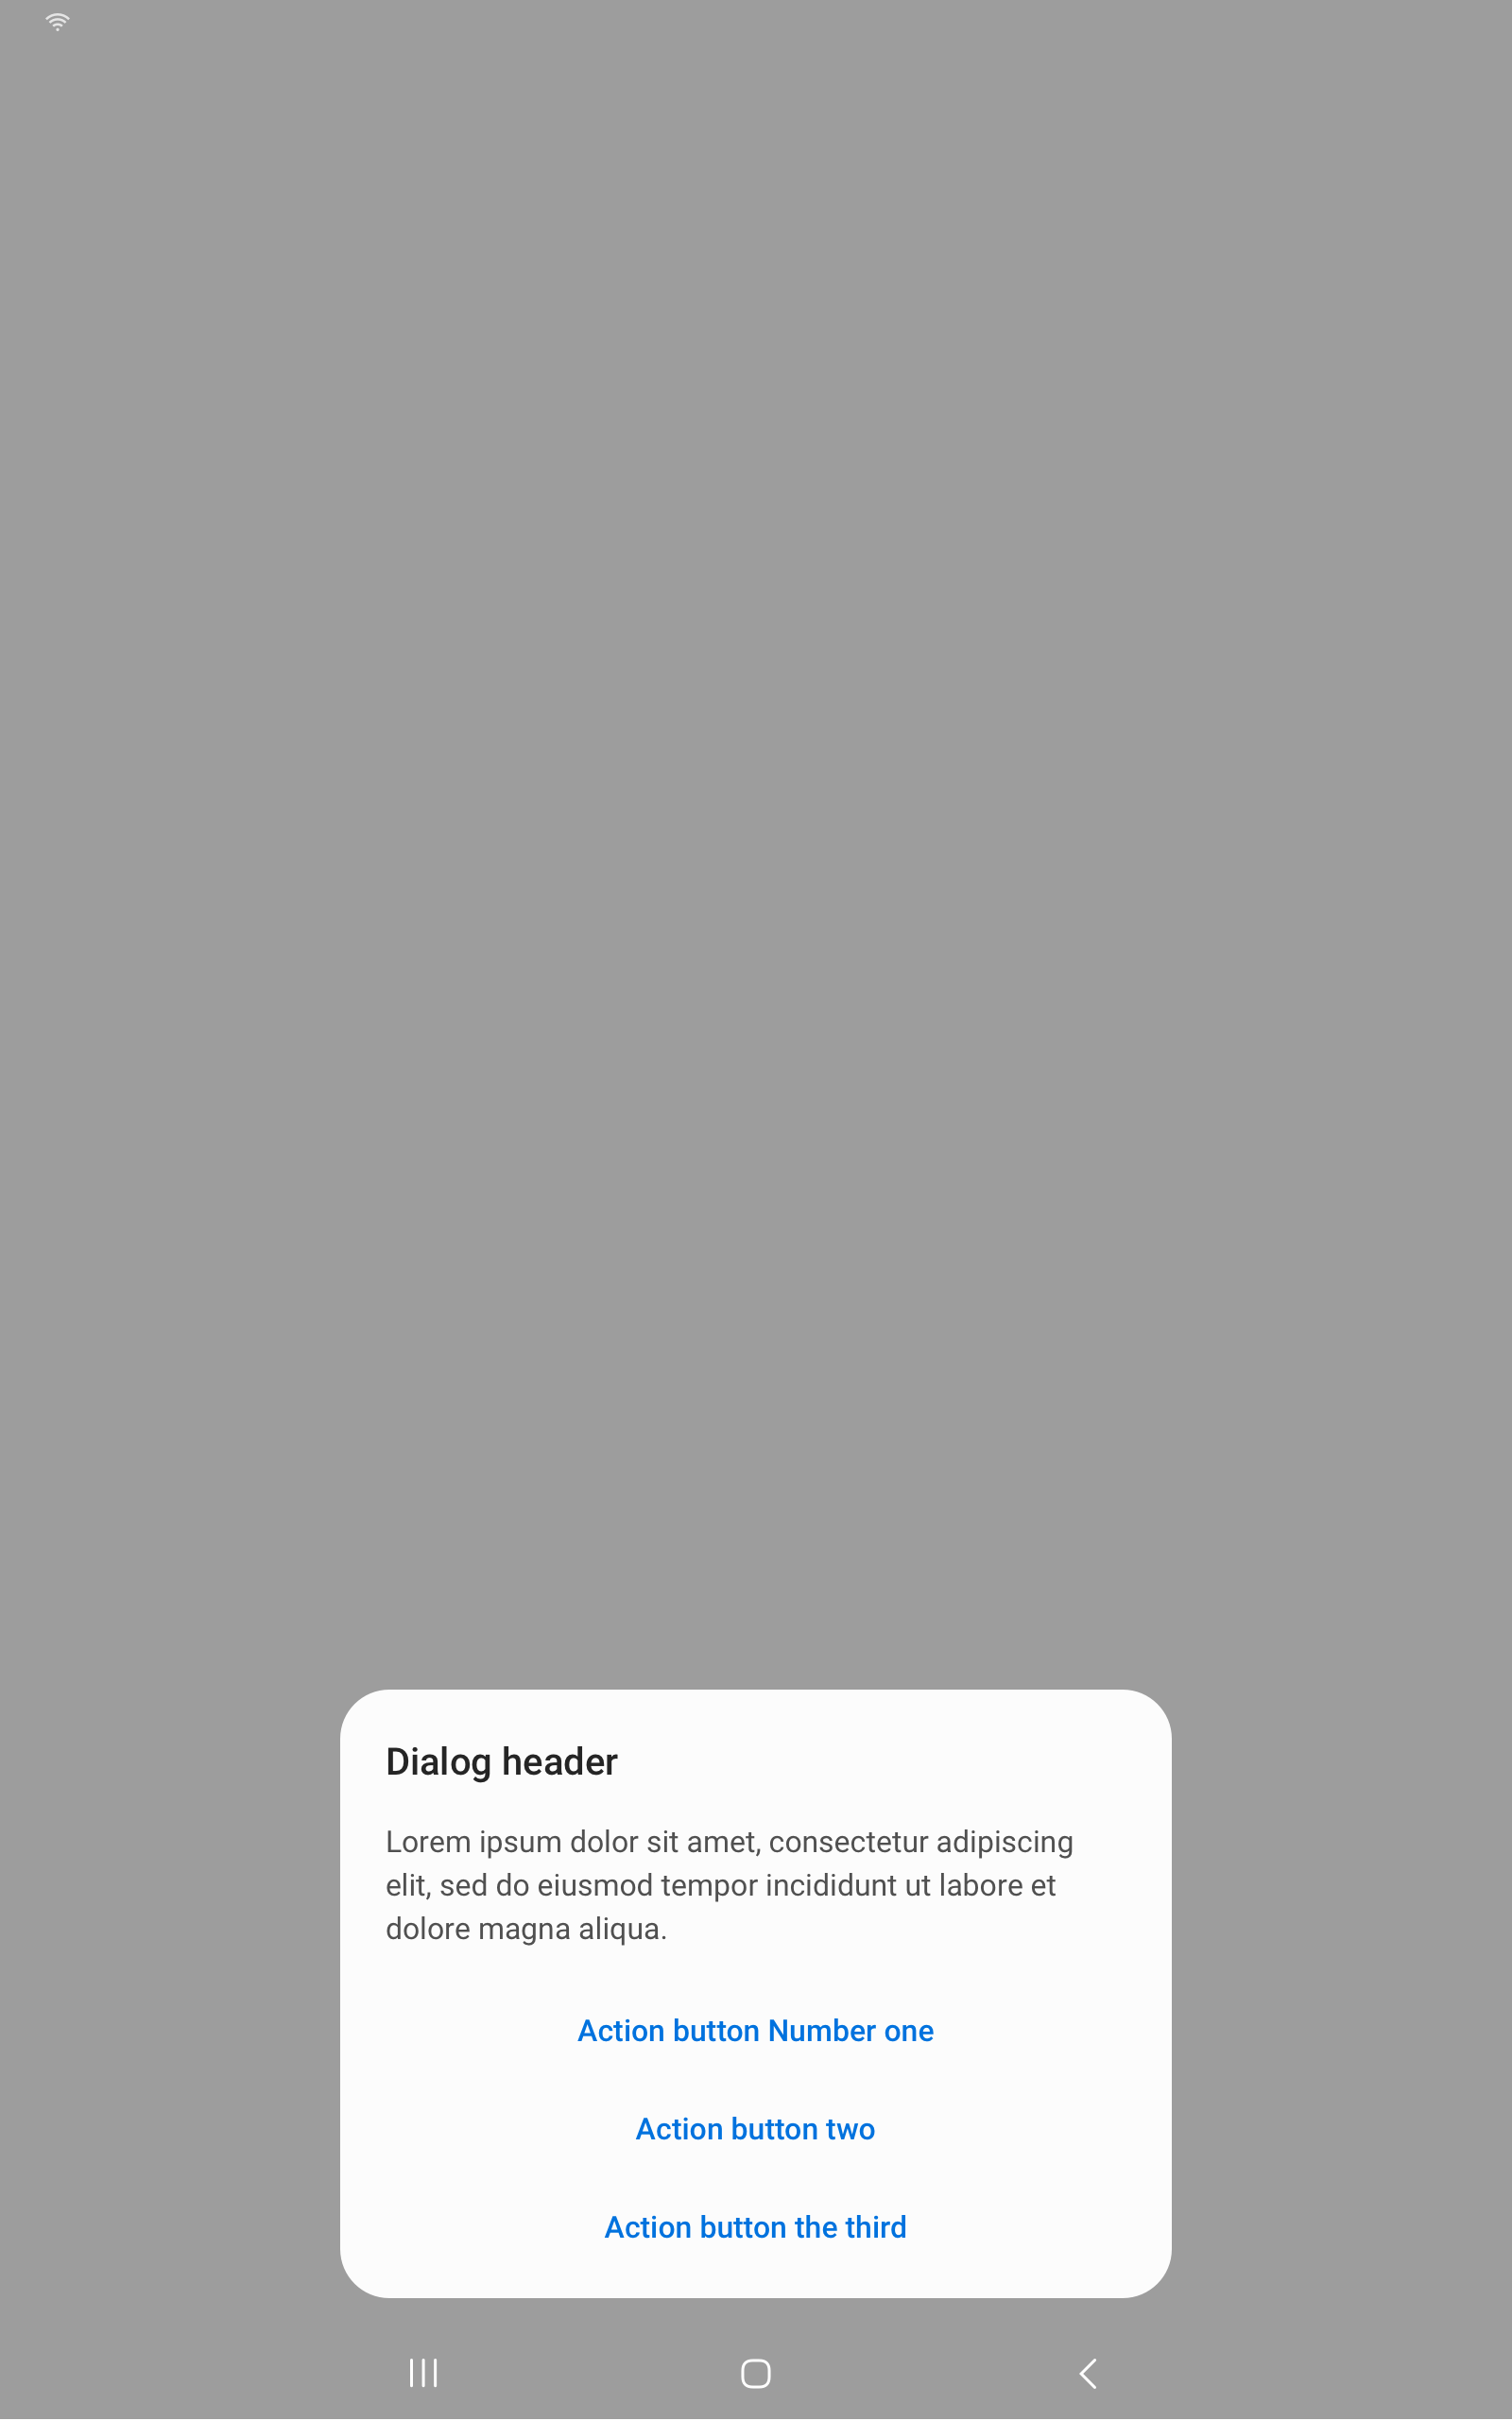 Dialog header
Lorem ipsum dolor sit amet, consectetur adipiscing
elit, sed do eiusmod tempor incididunt ut labore et
dolore magna aliqua.
Action button Number one
Action button two
Action button the third